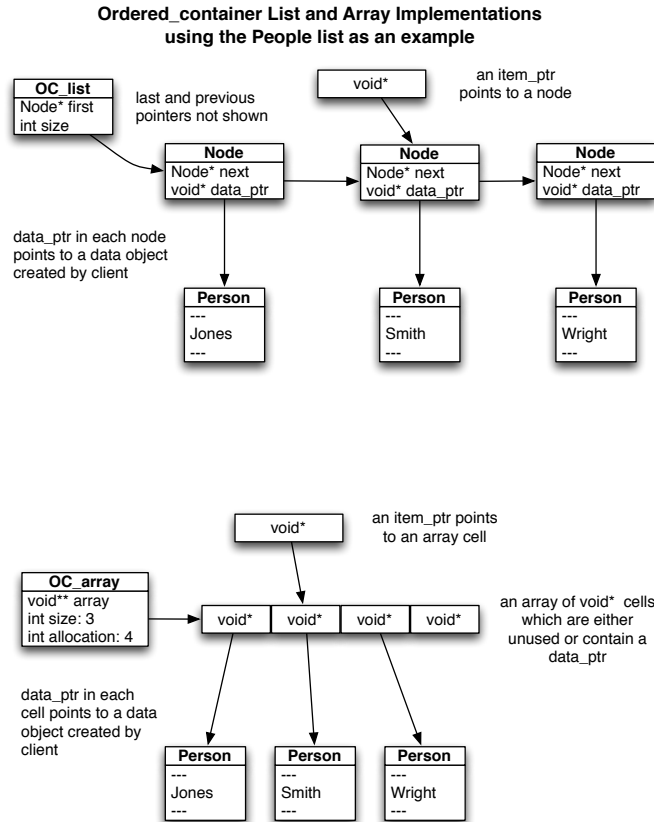 Ordered_container List and Array Implementations
using the People list as an example
OC_list
Node* first
int size
last and previous
pointers not shown
void*
an item_ptr
points to a node
Node
Node* next
void* data_ptr
Node
Node* next
void* data_ptr
Node
Node* next
void* data_ptr
data_ptr in each node
points to a data object
created by client
Person
---
Jones
---
Person
---
Smith
---
Person
---
Wright
---
void*
an item_ptr points
to an array cell
OC_array
void** array
int size: 3
int allocation: 4
void* void* void* void*
an array of void* cells
which are either
unused or contain a
data_ptr
data_ptr in each
cell points to a data
object created by
client
Person
---
Jones
---
Person
---
Smith
---
Person
---
Wright
---